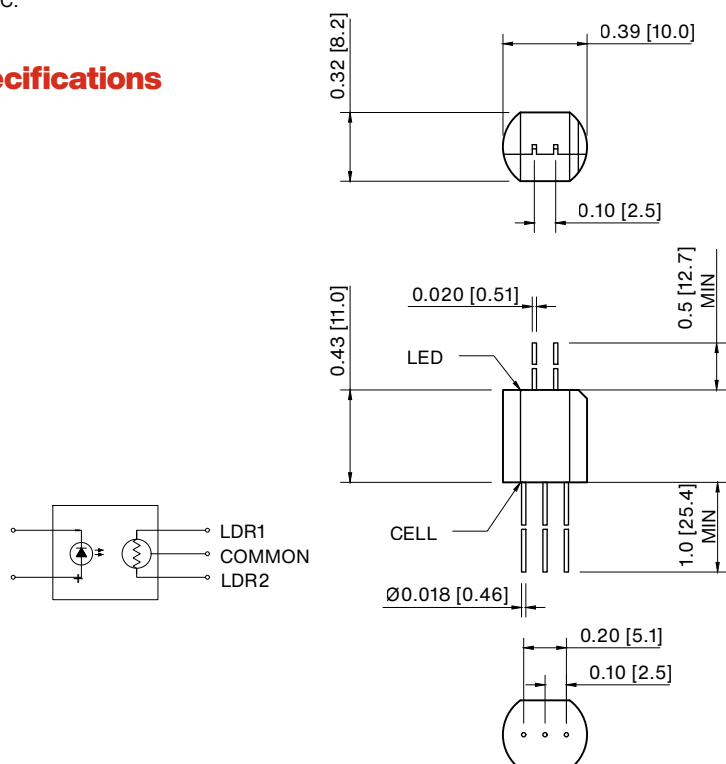 C.
ecifications
0.32 [8.2]
0.39 [10.0]
0.10 [2.5]
0.5 [12.7]
MIN
0.020 [0.51]
0.43 [11.0]
LED
CELL
1.0 [25.4]
MIN
Ø0.018 [0.46]
LDR1
COMMON
LDR2
+
0.20 [5.1]
0.10 [2.5]